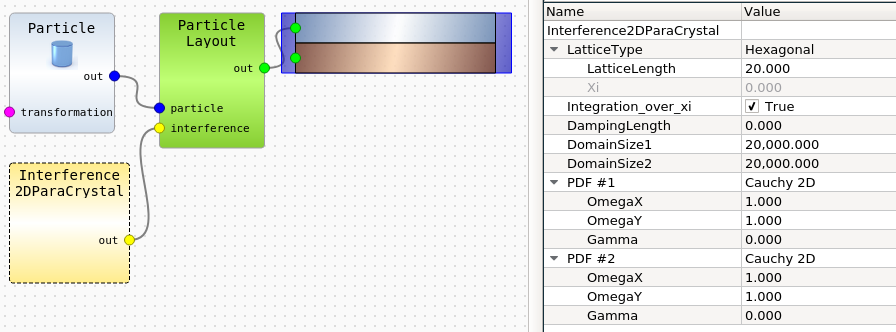 Particle
out
transformation
Particle
Layout
out
particle
interference
Interference
2DParaCrystal
out
Name Value
Interference2DParaCrystal
LatticeType Hexagonal
LatticeLength 20.000
Xi 0.000
Integration_over_xi True
DampingLength 0.000
DomainSize1 20,000.000
DomainSize2 20,000.000
PDF #1 Cauchy 2D
OmegaX 1.000
OmegaY 1.000
Gamma 0.000
PDF #2 Cauchy 2D
OmegaX 1.000
OmegaY 1.000
Gamma 0.000